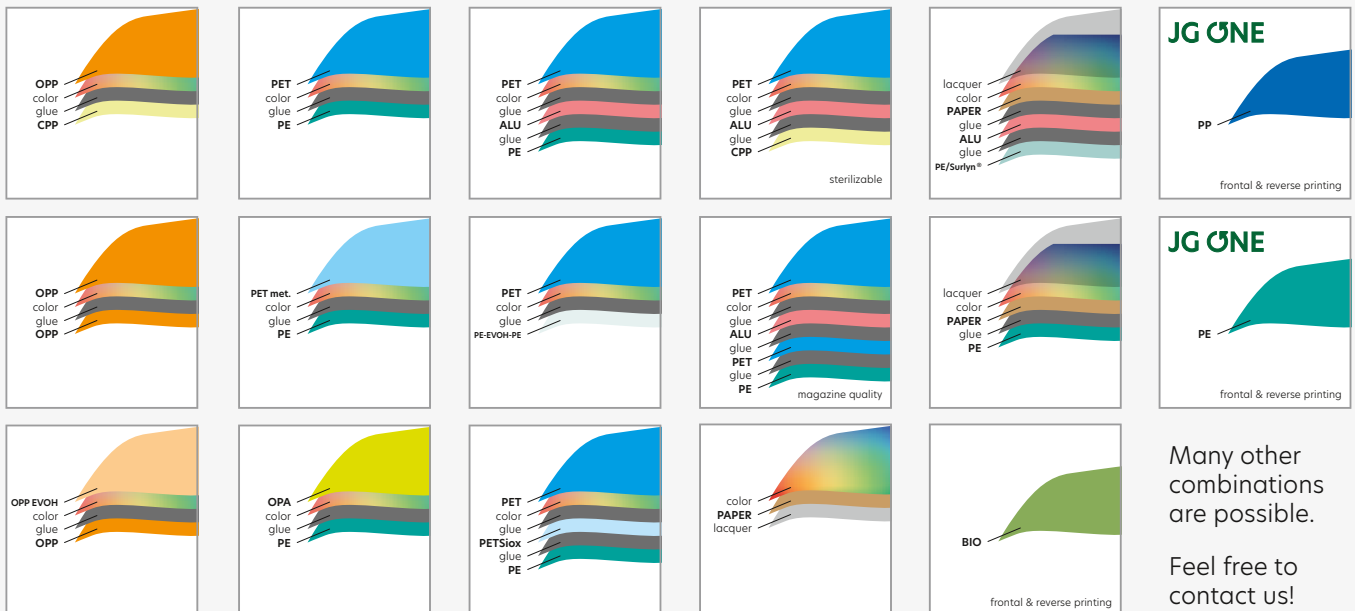 OPP
color
glue
CPP
PET
color
glue
PE
PET
color
glue
ALU
glue
PE
PET
color
glue
ALU
glue
CPP
sterilizable
lacquer
color
PAPER
glue
ALU
glue
PE/Surlyn®
JG ONE
PP
frontal & reverse printing
OPP
color
glue
OPP
PET met.
color
glue
PE
PET
color
glue
PE-EVOH-PE
PET
color
glue
ALU
glue
PET
glue
PE
magazine quality
lacquer
color
PAPER
glue
PE
JG ONE
PE
frontal & reverse printing
OPP EVOH
color
glue
OPP
OPA
color
glue
PE
PET
color
glue
PETSiox
glue
PE
color
PAPER
lacquer
BIO
frontal & reverse printing
Many other
combinations
are possible.
Feel free to
contact us!